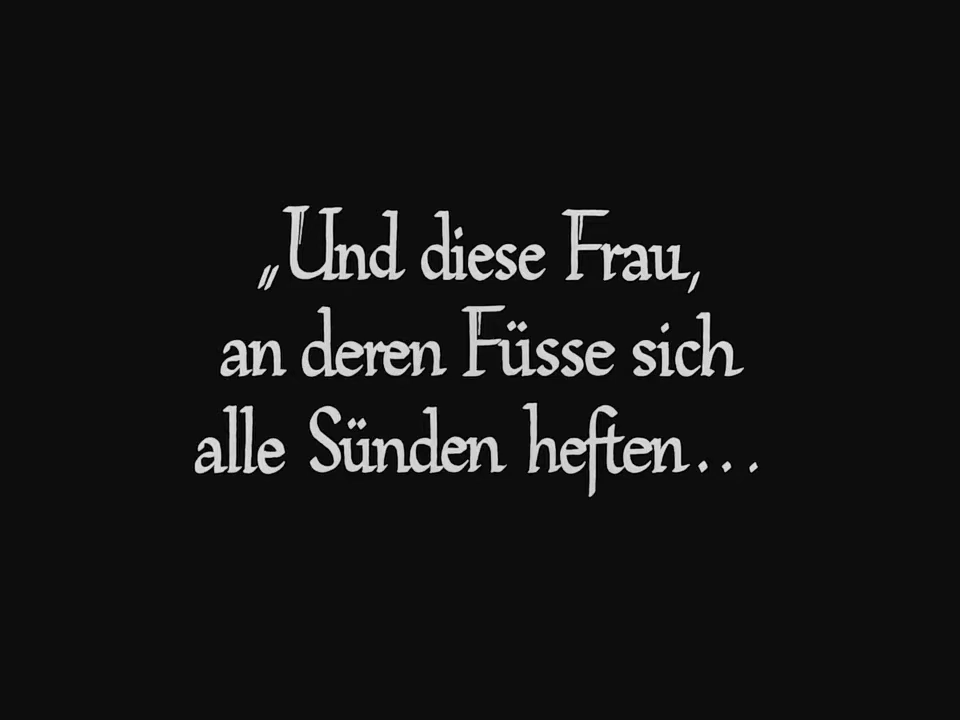 „Und diese Frau,
an deren Füsse sich
alle Sünden heften...